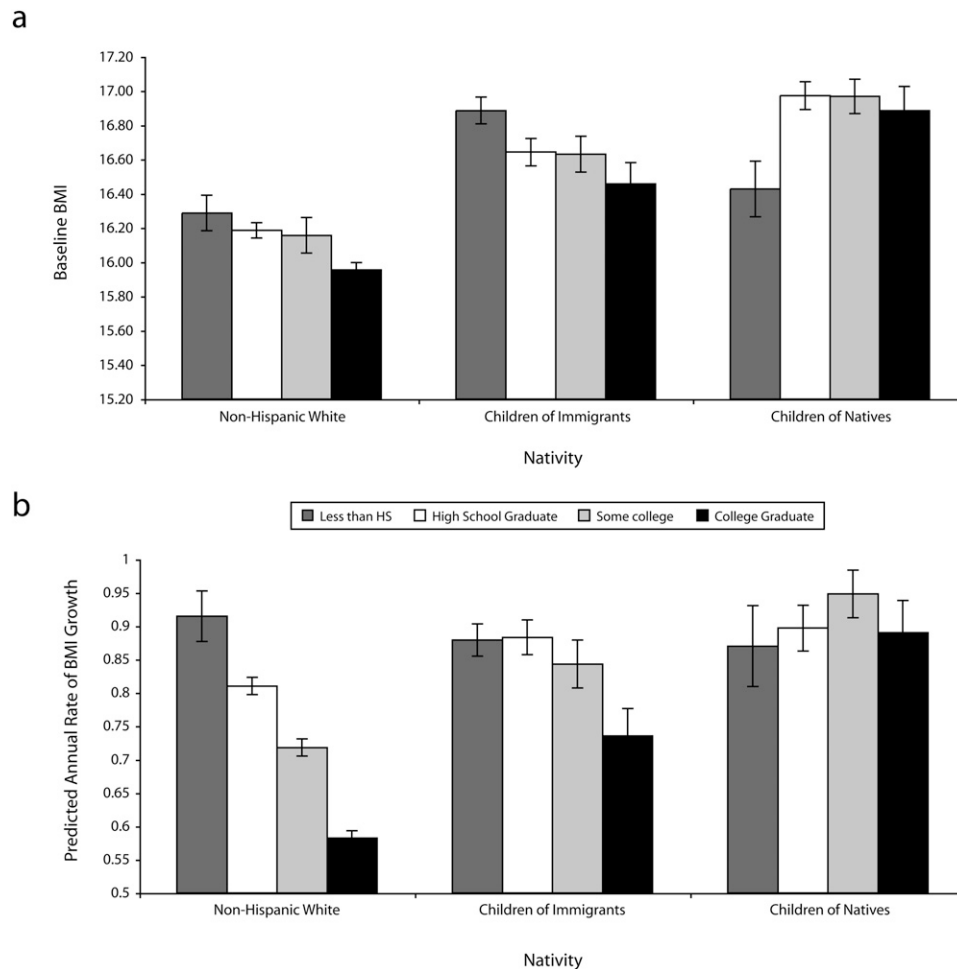 a
Baseline BMI
17.20
17.00
16.80
16.60
16.40
16.20
16.00
15.80
15.60
15.40
15.20
Non-Hispanic White
Children of Immigrants
Children of Natives
Nativity
b
Less than HS
High School Graduate
Some college
College Graduate
Predicted Annual Rate of BMI Growth
1
0.95
0.9
0.85
0.8
0.75
0.7
0.65
0.6
0.55
0.5
Non-Hispanic White
Children of Immigrants
Children of Natives
Nativity